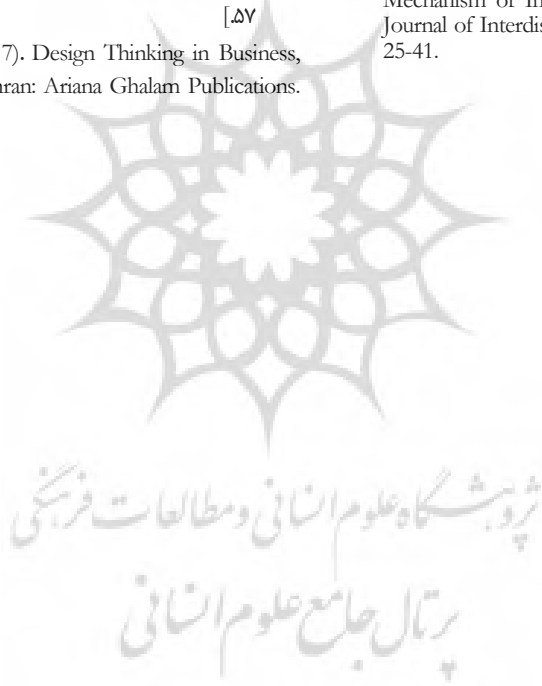 [.۵۷
7). Design Thinking in Business,
nran: Ariana Ghalam Publications.
Mechanism of In
Journal of Interdis
25-41.
پژوهشگاه علوم انسانی و مطالعات فرهنگی
پرتال جامع علوم انسانی